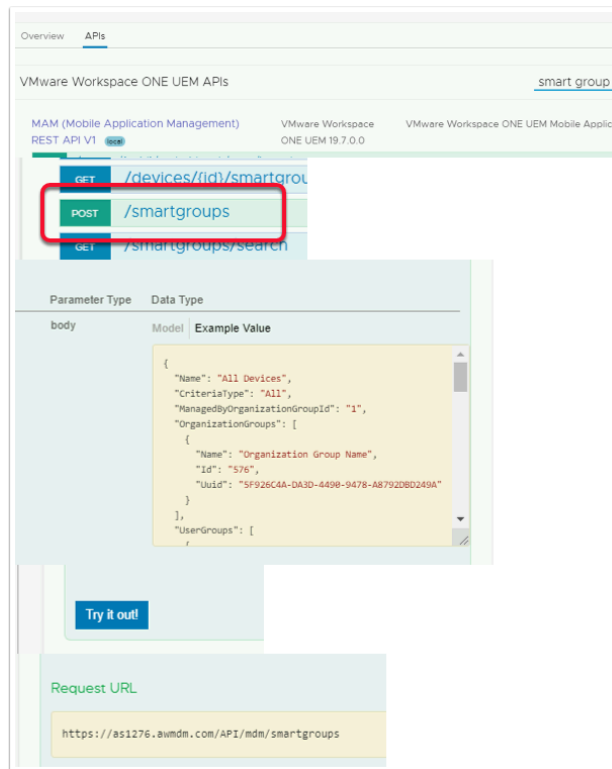 Overview APIs
VMware Workspace ONE UEM APIs smart group
MAM (Mobile Application Management) VMware Workspace VMware Workspace ONE UEM Mobile Applic
REST API V1 local ONE UEM 19.7.0.0
GET /devices/{id}/smartgrou
POST /smartgroups
GET /smartgroups/search
Parameter Type Data Type
body Model Example Value
{
"Name": "All Devices",
"CriteriaType": "All",
"ManagedByOrganizationGroupId": "1",
"OrganizationGroups": [
{
"Name": "Organization Group Name",
"Id": "576",
"Uuid": "5F926C4A-DA3D-4490-9478-A8792DBD249A"
}
],
"UserGroups": [
{
Try it out!
Request URL
https://as1276.awmdm.com/API/mdm/smartgroups